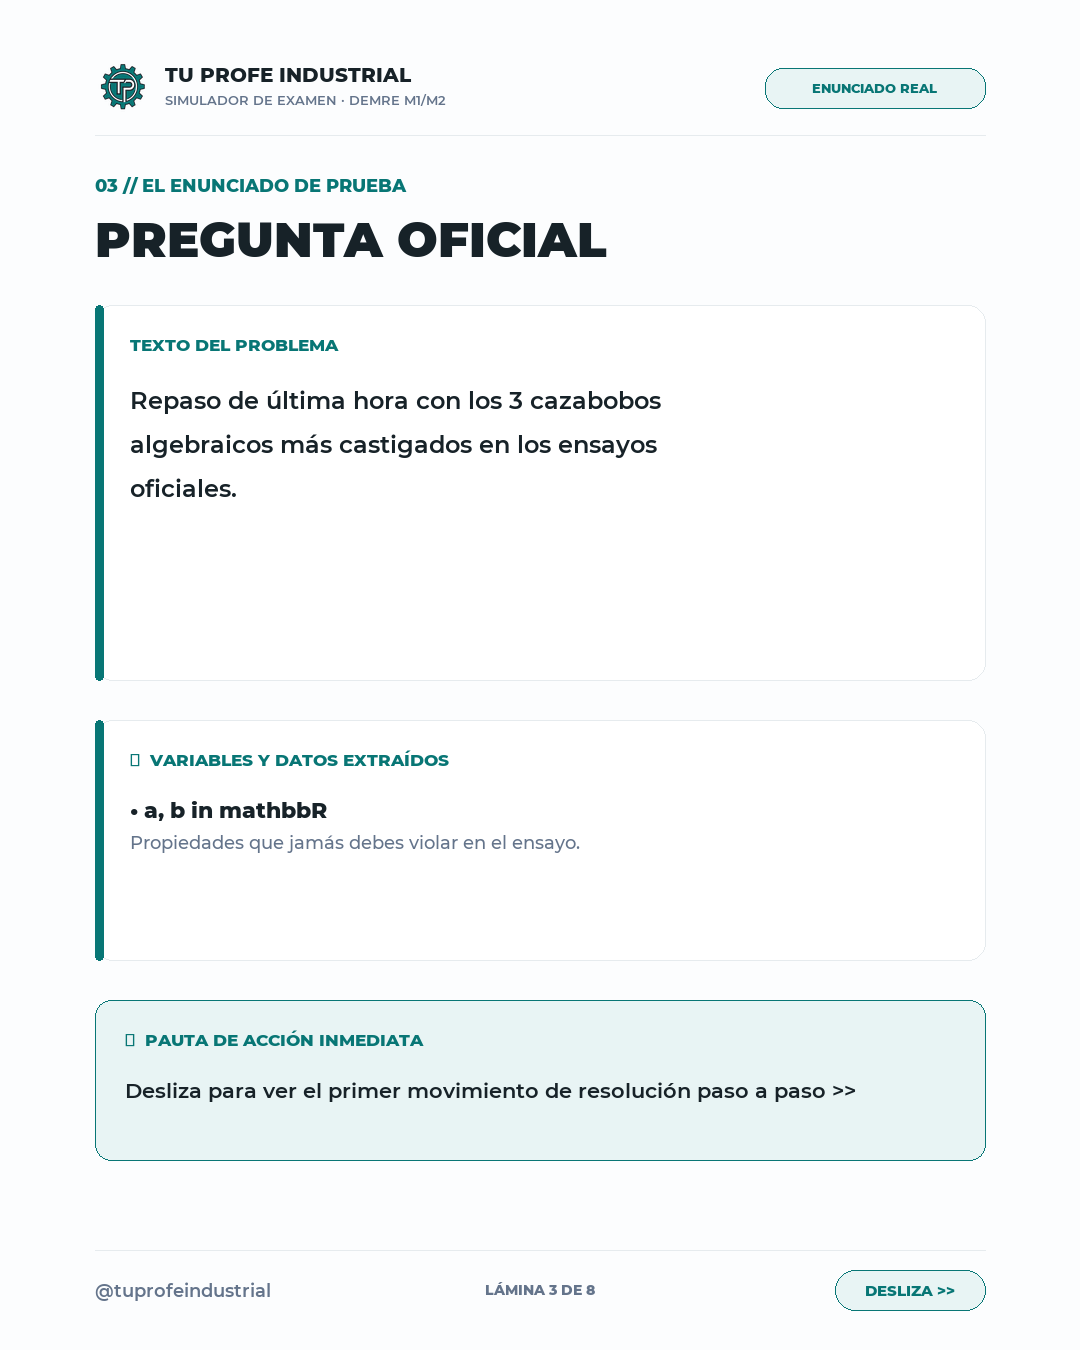 TP
TU PROFE INDUSTRIAL
SIMULADOR DE EXAMEN · DEMRE M1/M2
ENUNCIADO REAL
03 // EL ENUNCIADO DE PRUEBA
PREGUNTA OFICIAL
TEXTO DEL PROBLEMA
Repaso de última hora con los 3 cazabobos
algebraicos más castigados en los ensayos
oficiales.
VARIABLES Y DATOS EXTRAÍDOS
• a, b in mathbbR
Propiedades que jamás debes violar en el ensayo.
PAUTA DE ACCIÓN INMEDIATA
Desliza para ver el primer movimiento de resolución paso a paso >>
@tuprofeindustrial
LÁMINA 3 DE 8
DESLIZA >>